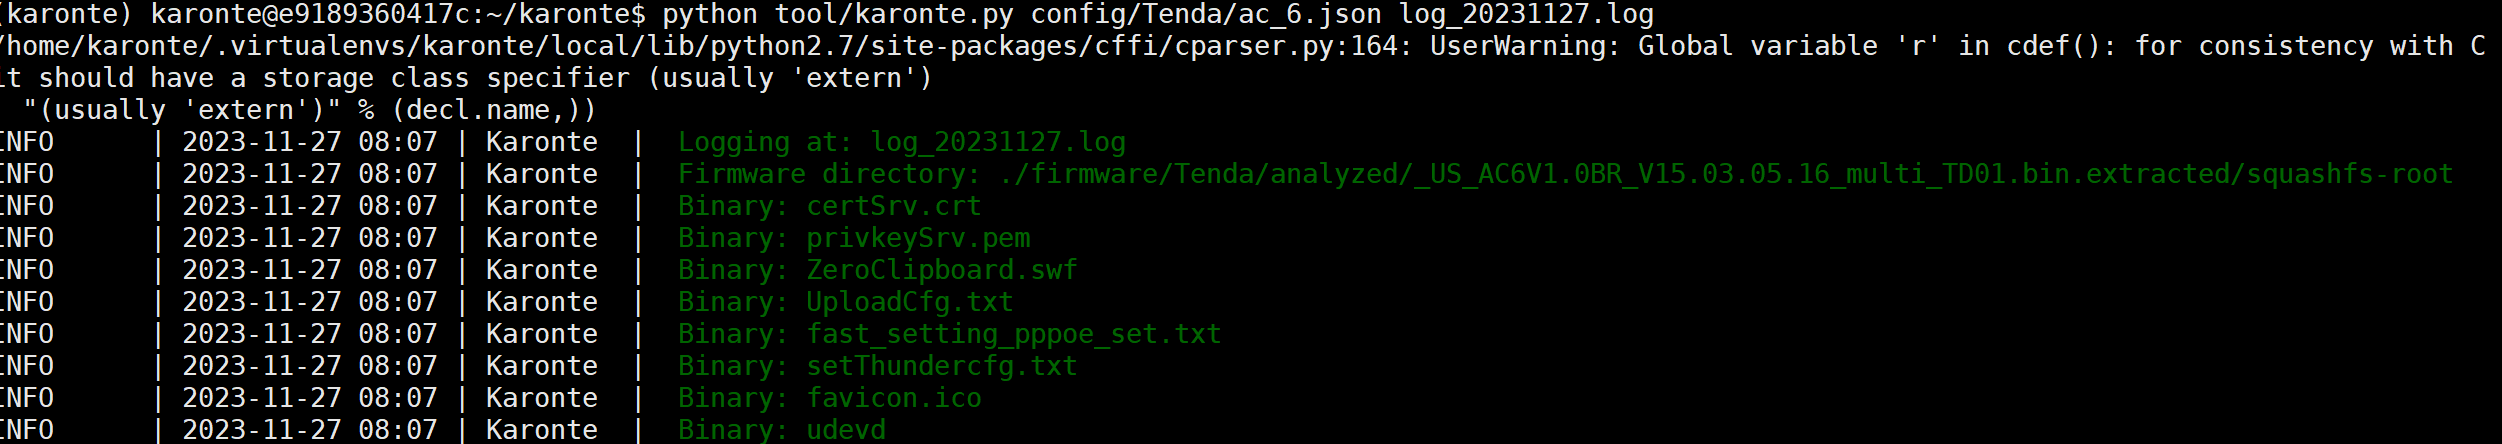 (karonte) karonte@e9189360417c:~/karonte$ python tool/karonte.py config/Tenda/ac_6.json log_20231127.log
/home/karonte/.virtualenvs/karonte/local/lib/python2.7/site-packages/cffi/cparser.py:164: UserWarning: Global variable 'r' in cdef(): for consistency with C
it should have a storage class specifier (usually 'extern')
  "(usually 'extern')" % (decl.name,))
INFO      | 2023-11-27 08:07 | Karonte  |  Logging at: log_20231127.log
INFO      | 2023-11-27 08:07 | Karonte  |  Firmware directory: ./firmware/Tenda/analyzed/_US_AC6V1.0BR_V15.03.05.16_multi_TD01.bin.extracted/squashfs-root
INFO      | 2023-11-27 08:07 | Karonte  |  Binary: certSrv.crt
INFO      | 2023-11-27 08:07 | Karonte  |  Binary: privkeySrv.pem
INFO      | 2023-11-27 08:07 | Karonte  |  Binary: ZeroClipboard.swf
INFO      | 2023-11-27 08:07 | Karonte  |  Binary: UploadCfg.txt
INFO      | 2023-11-27 08:07 | Karonte  |  Binary: fast_setting_pppoe_set.txt
INFO      | 2023-11-27 08:07 | Karonte  |  Binary: setThundercfg.txt
INFO      | 2023-11-27 08:07 | Karonte  |  Binary: favicon.ico
INFO      | 2023-11-27 08:07 | Karonte  |  Binary: udevd